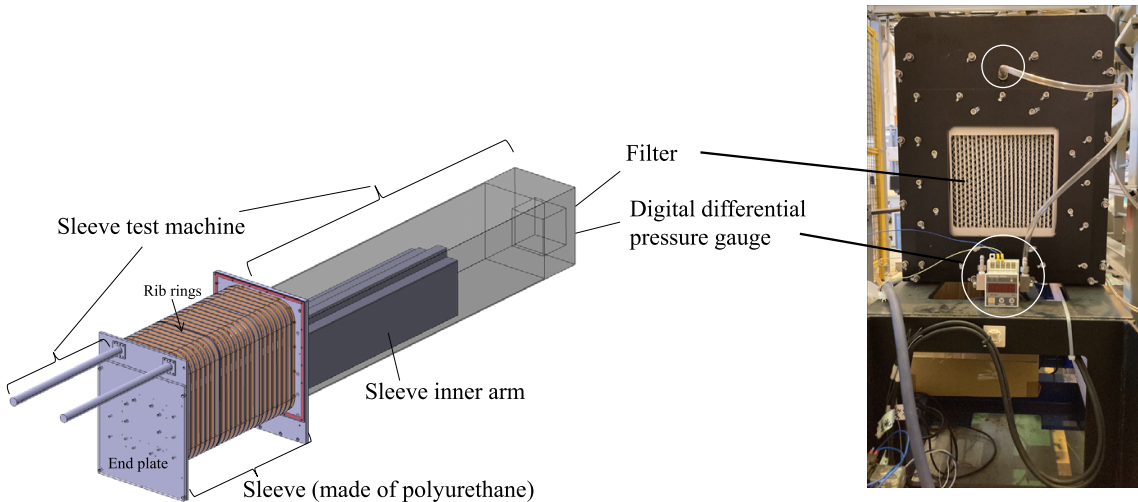 Filter
Digital differential
pressure gauge
Sleeve test machine
Rib rings
Sleeve inner arm
End plate
Sleeve (made of polyurethane)